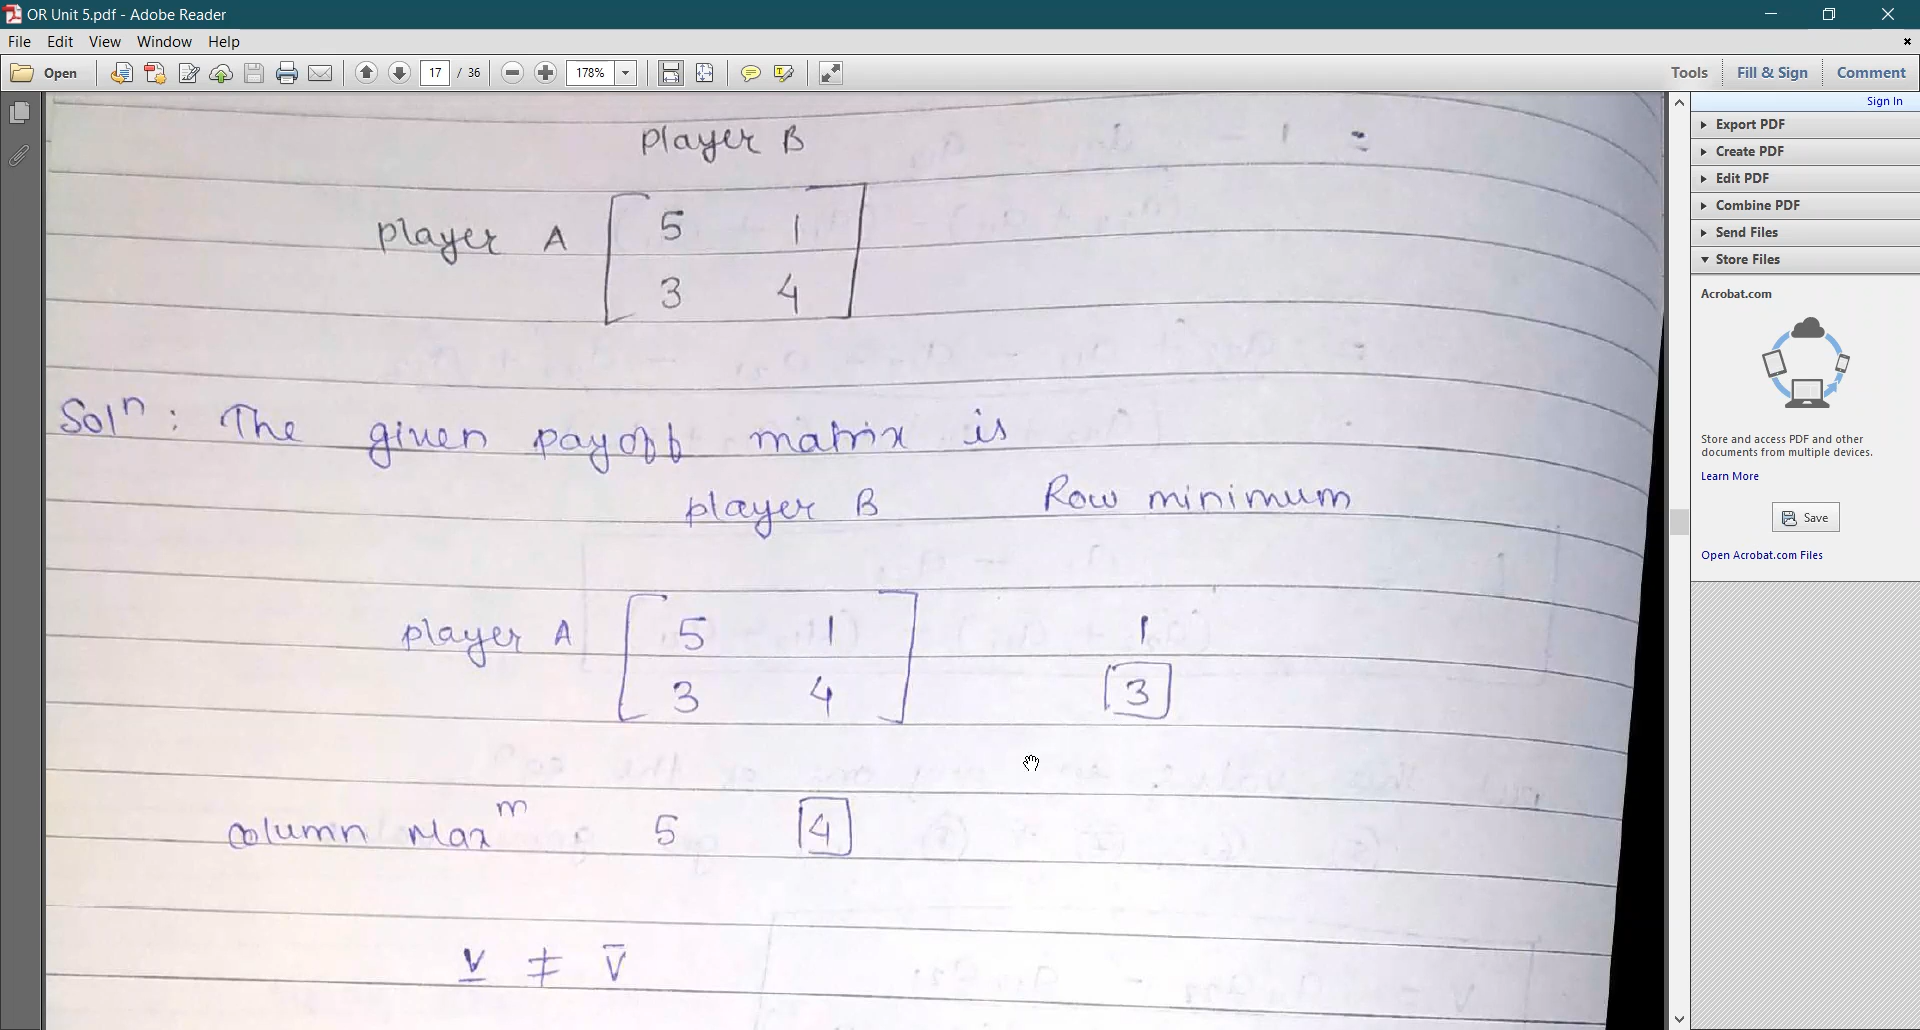 OR Unit 5.pdf - Adobe Reader
File Edit View Window Help
Open 17 / 36 178% Tools Fill & Sign Comment
Sign In
Export PDF
Create PDF
Edit PDF
Combine PDF
Send Files
Store Files
Acrobat.com
Store and access PDF and other
documents from multiple devices.
Learn More
Save
Open Acrobat.com Files
player B
player A [ 5 1
3 4 ]
Solⁿ : The given payoff matrix is
player B Row minimum
player A [ 5 1 1
3 4 ] 3
column Maxᵐ 5 4
v̲ ≠ v̄